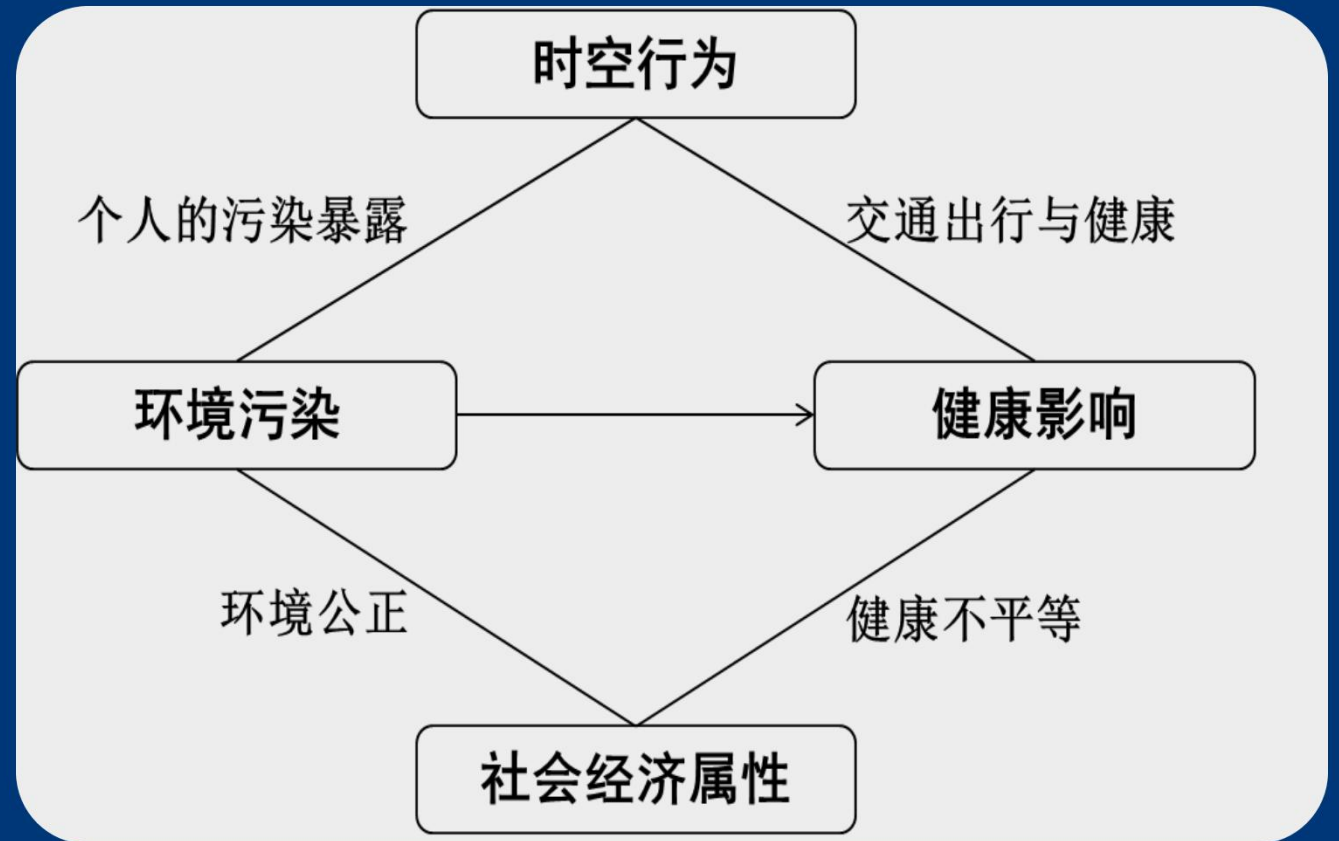 时空行为
个人的污染暴露
交通出行与健康
环境污染
健康影响
环境公正
健康不平等
社会经济属性